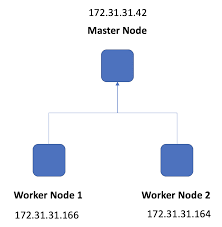 172.31.31.42
Master Node
Worker Node 1
Worker Node 2
172.31.31.166
172.31.31.164